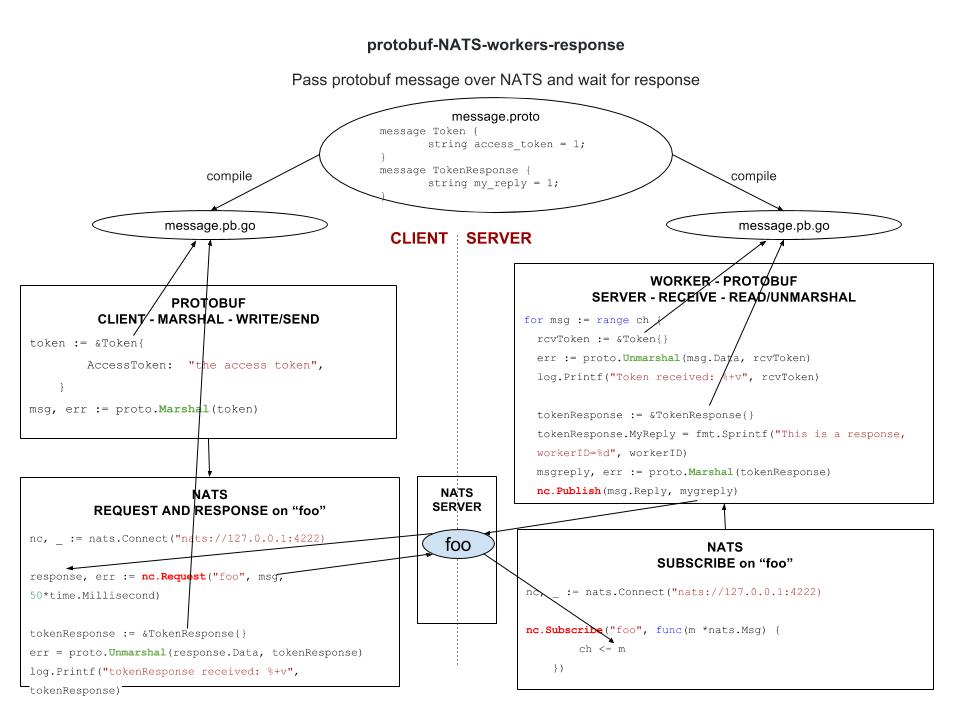 protobuf-NATS-workers-response
Pass protobuf message over NATS and wait for response
message.proto
message Token {
string access_token = 1;
}
message TokenResponse {
string my_reply = 1;
}
compile
compile
message.pb.go
message.pb.go
CLIENT
SERVER
PROTOBUF
CLIENT - MARSHAL - WRITE/SEND
token := &Token{
AccessToken: "the access token",
}
msg, err := proto.Marshal(token)
WORKER - PROTOBUF
SERVER - RECEIVE - READ/UNMARSHAL
for msg := range ch {
rcvToken := &Token{}
err := proto.Unmarshal(msg.Data, rcvToken)
log.Printf("Token received: %+v", rcvToken)
tokenResponse := &TokenResponse{}
tokenResponse.MyReply = fmt.Sprintf("This is a response,
workerID=%d", workerID)
msgreply, err := proto.Marshal(tokenResponse)
nc.Publish(msg.Reply, mygreply)
NATS
REQUEST AND RESPONSE on “foo”
nc, _ := nats.Connect("nats://127.0.0.1:4222)
response, err := nc.Request("foo", msg,
50*time.Millisecond)
tokenResponse := &TokenResponse{}
err = proto.Unmarshal(response.Data, tokenResponse)
log.Printf("tokenResponse received: %+v",
tokenResponse)
NATS
SERVER
foo
NATS
SUBSCRIBE on “foo”
nc, _ := nats.Connect("nats://127.0.0.1:4222)
nc.Subscribe("foo", func(m *nats.Msg) {
ch <- m
})